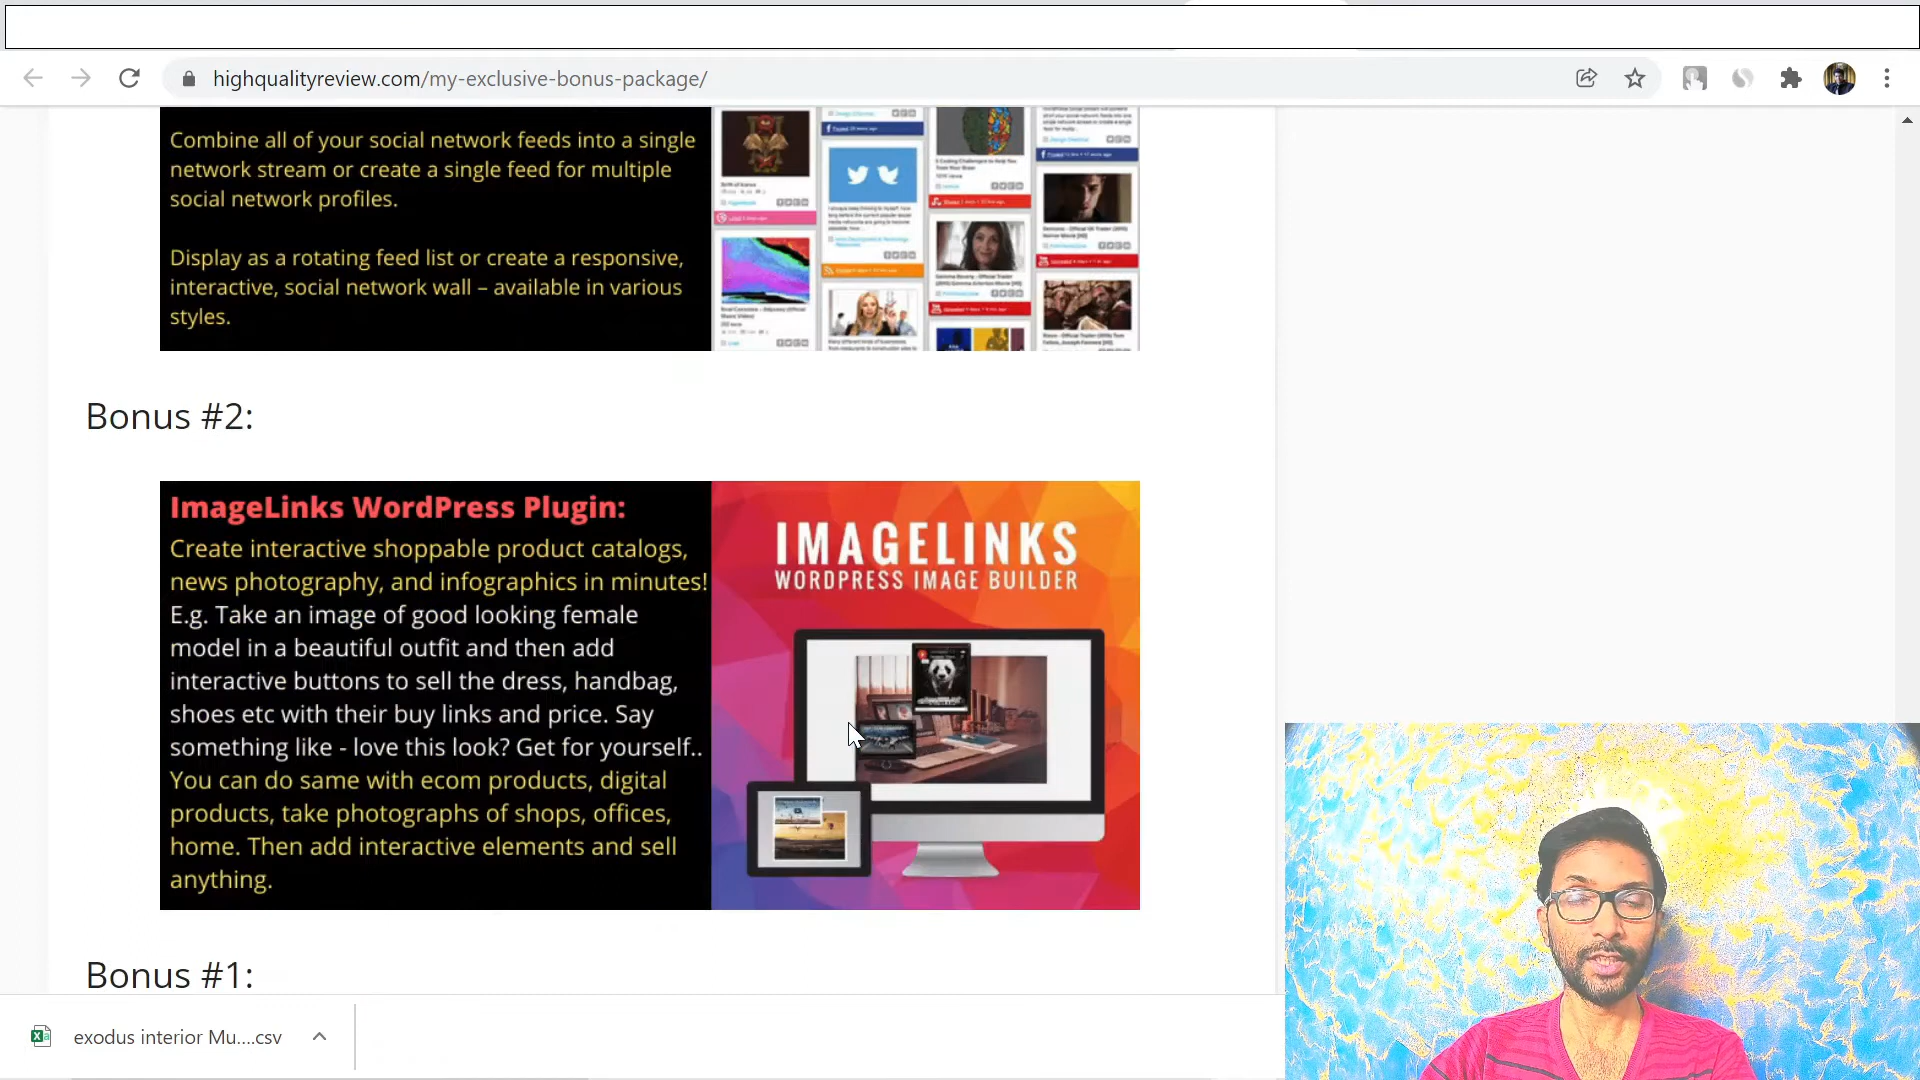 highqualityreview.com/my-exclusive-bonus-package/
Combine all of your social network feeds into a single
network stream or create a single feed for multiple
social network profiles.
Display as a rotating feed list or create a responsive,
interactive, social network wall – available in various
styles.
Bonus #2:
ImageLinks WordPress Plugin:
Create interactive shoppable product catalogs,
news photography, and infographics in minutes!
E.g. Take an image of good looking female
model in a beautiful outfit and then add
interactive buttons to sell the dress, handbag,
shoes etc with their buy links and price. Say
something like - love this look? Get for yourself..
You can do same with ecom products, digital
products, take photographs of shops, offices,
home. Then add interactive elements and sell
anything.
IMAGELINKS
WORDPRESS IMAGE BUILDER
Bonus #1:
exodus interior Mu....csv